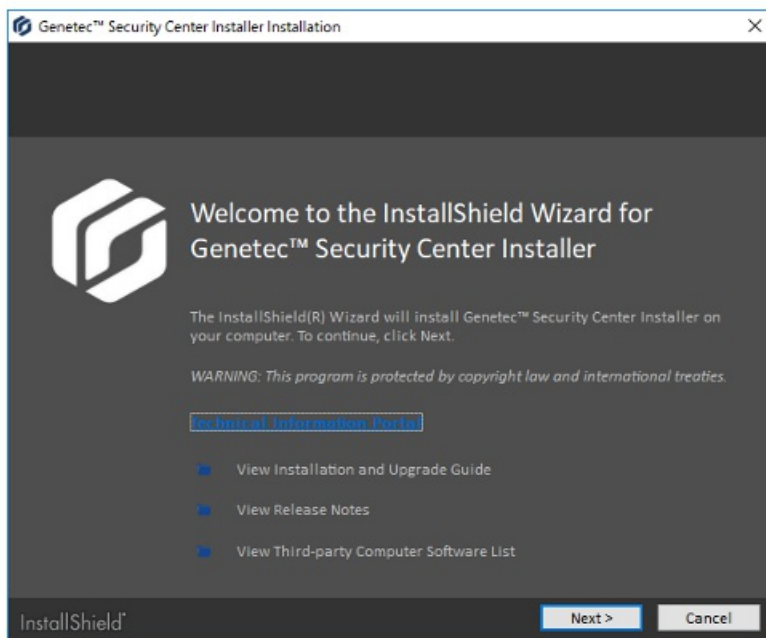 Genetec™ Security Center Installer Installation
Welcome to the InstallShield Wizard for
Genetec™ Security Center Installer
The InstallShield(R) Wizard will install Genetec™ Security Center Installer on
your computer. To continue, click Next.
WARNING: This program is protected by copyright law and international treaties.
Technical Information Portal
View Installation and Upgrade Guide
View Release Notes
View Third-party Computer Software List
InstallShield®
Next >
Cancel